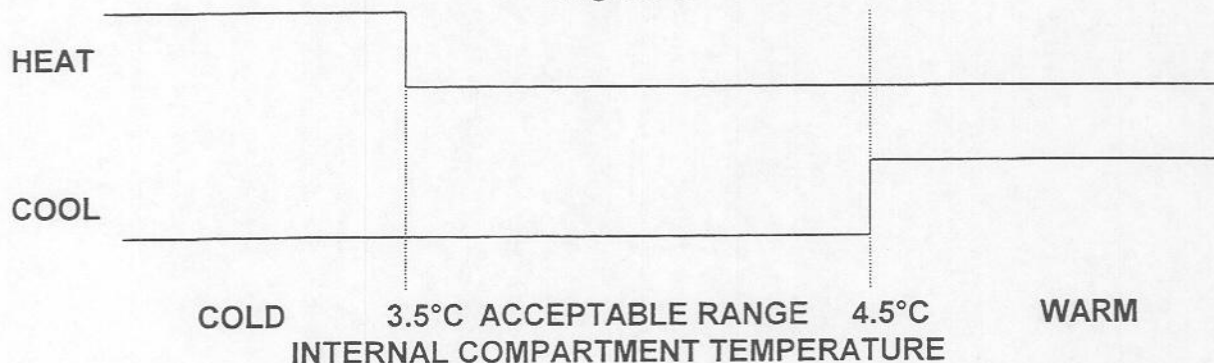 HEAT
COOL
COLD 3.5°C ACCEPTABLE RANGE 4.5°C WARM
INTERNAL COMPARTMENT TEMPERATURE